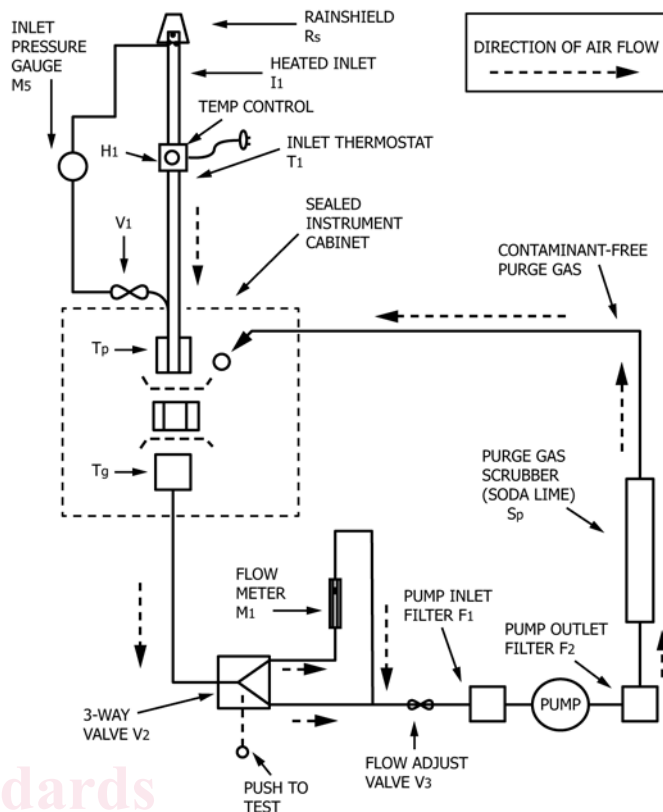 INLET
PRESSURE
GAUGE
M5
RAINSHIELD
Rs
HEATED INLET
I1
TEMP CONTROL
H1
INLET THERMOSTAT
T1
DIRECTION OF AIR FLOW
V1
SEALED
INSTRUMENT
CABINET
CONTAMINANT-FREE
PURGE GAS
Tp
Tg
PURGE GAS
SCRUBBER
(SODA LIME)
Sp
FLOW
METER
M1
PUMP INLET
FILTER F1
PUMP OUTLET
FILTER F2
PUMP
3-WAY
VALVE V2
FLOW ADJUST
VALVE V3
PUSH TO
TEST
dards